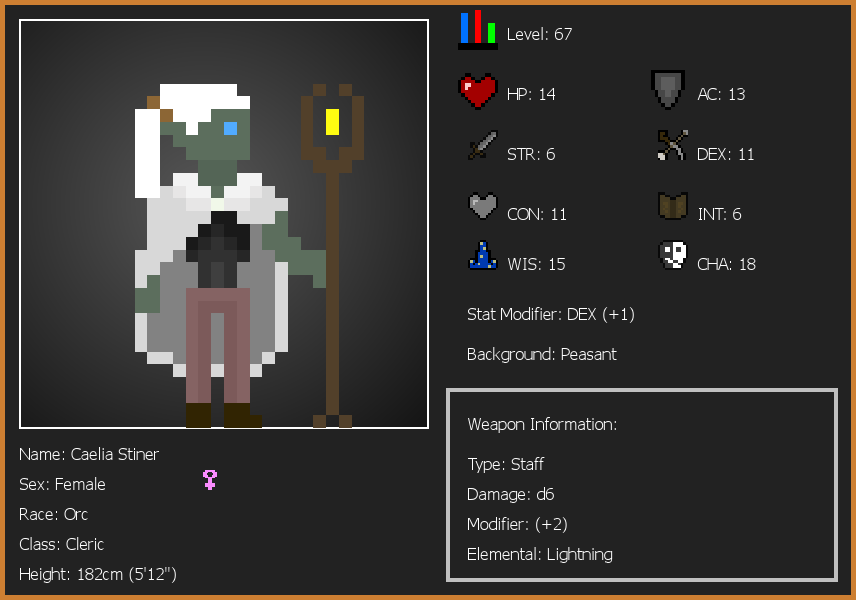 Level: 67
HP: 14
AC: 13
STR: 6
DEX: 11
CON: 11
INT: 6
WIS: 15
CHA: 18
Stat Modifier: DEX (+1)
Background: Peasant
Weapon Information:
Type: Staff
Damage: d6
Modifier: (+2)
Elemental: Lightning
Name: Caelia Stiner
Sex: Female
Race: Orc
Class: Cleric
Height: 182cm (5'12")